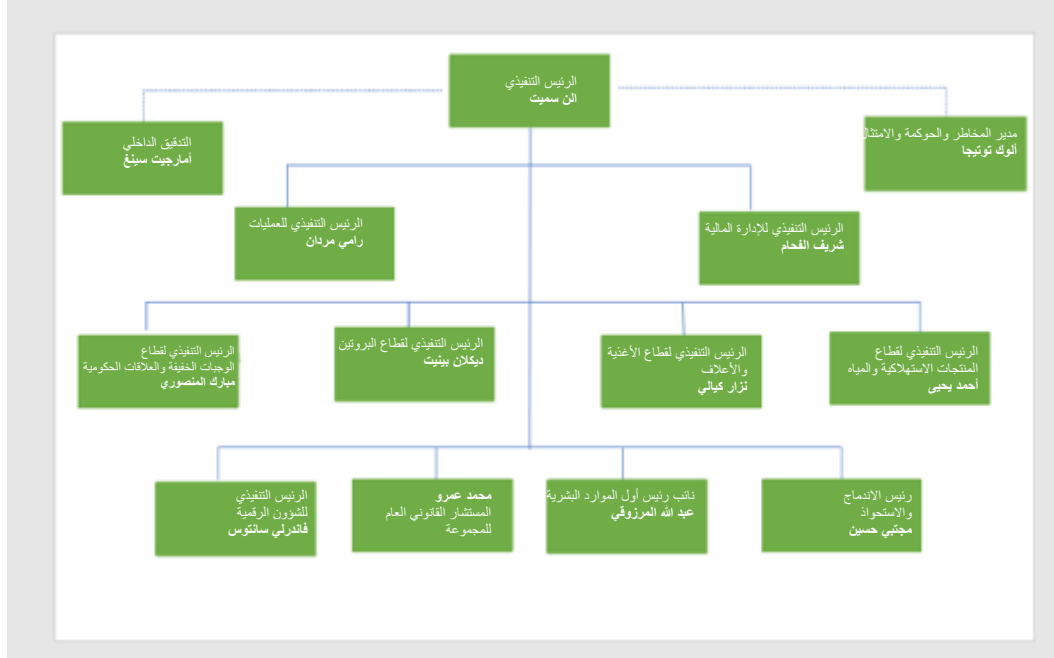 الرئيس التنفيذي
الن سميت
مدير المخاطر والحوكمة والامتثال
ألوك توتيجا
التدقيق الداخلي
أمارجيت سينغ
الرئيس التنفيذي للإدارة المالية
شريف الفحام
الرئيس التنفيذي للعمليات
رامي مردان
الرئيس التنفيذي لقطاع
المنتجات الاستهلاكية والمياه
أحمد يحيى
الرئيس التنفيذي لقطاع الأغذية
والأعلاف
نزار كيالي
الرئيس التنفيذي لقطاع البروتين
ديكلان بينيت
الرئيس التنفيذي لقطاع
الوجبات الخفيفة والعلاقات الحكومية
مبارك المنصوري
رئيس الاندماج
والاستحواذ
مجتبي حسين
نائب رئيس أول الموارد البشرية
عبد الله المرزوقي
محمد عمرو
المستشار القانوني العام
للمجموعة
الرئيس التنفيذي
للشؤون الرقمية
فاندرلي سانتوس